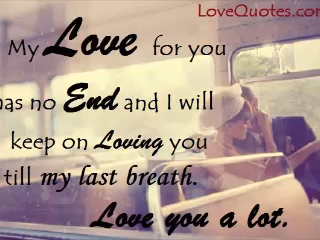 LoveQuotes.com
My Love for you
has no End and I will
keep on Loving you
till my last breath.
Love you a lot.